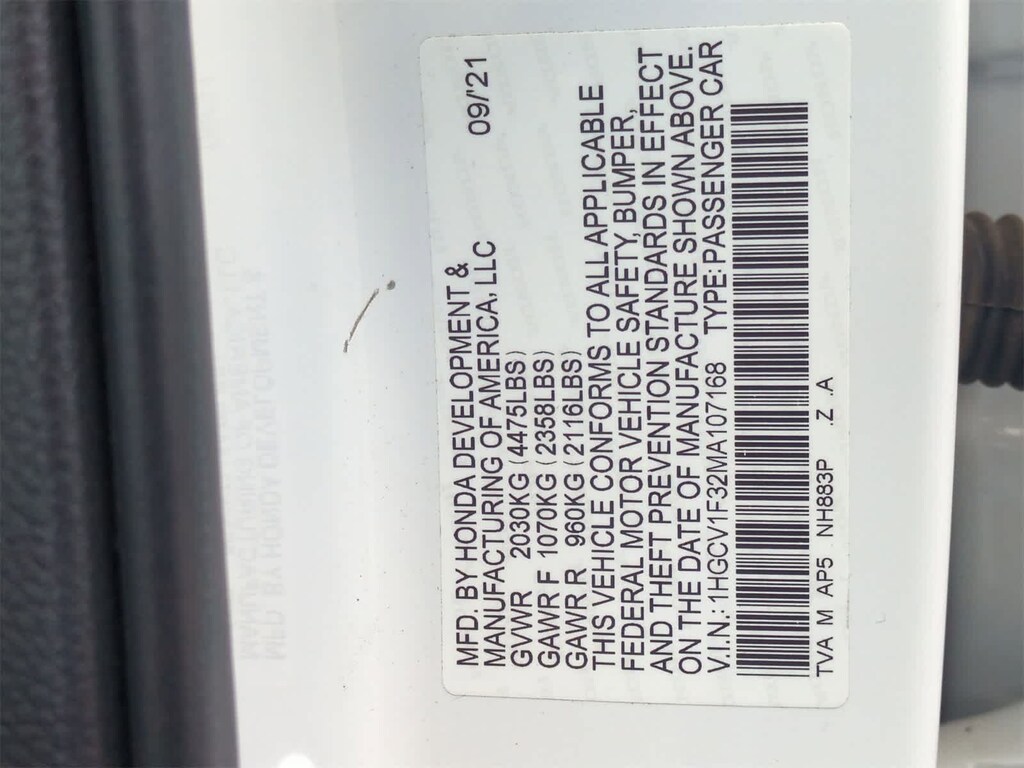 MFD. BY HONDA DEVELOPMENT &
MANUFACTURING OF AMERICA, LLC 09/'21
GVWR 2030KG (4475LBS)
GAWR F 1070KG (2358LBS)
GAWR R 960KG (2116LBS)
THIS VEHICLE CONFORMS TO ALL APPLICABLE
FEDERAL MOTOR VEHICLE SAFETY, BUMPER,
AND THEFT PREVENTION STANDARDS IN EFFECT
ON THE DATE OF MANUFACTURE SHOWN ABOVE.
V.I.N.: 1HGCV1F32MA107168 TYPE: PASSENGER CAR
TVA M AP5 NH883P .Z .A